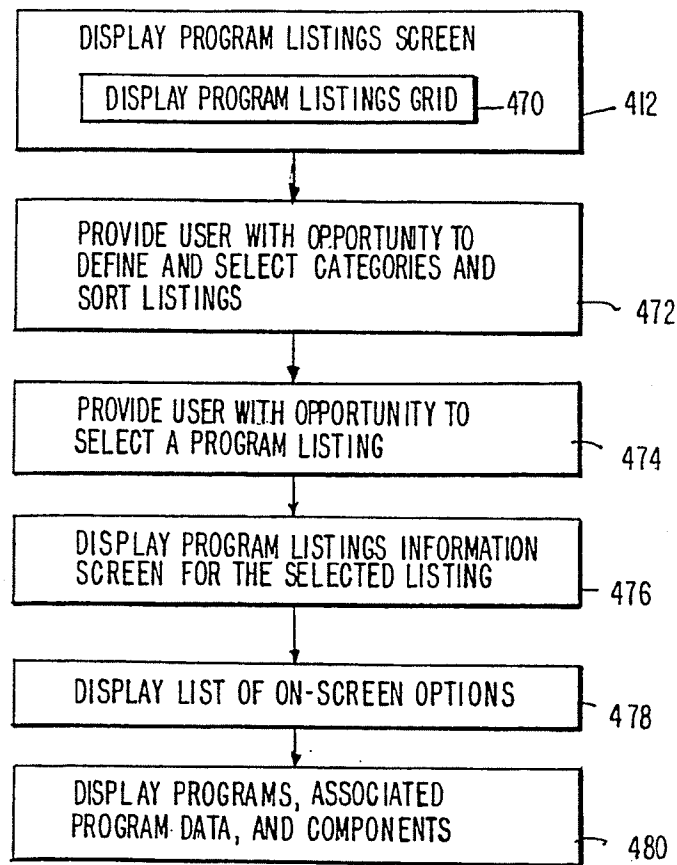 DISPLAY PROGRAM LISTINGS SCREEN
DISPLAY PROGRAM LISTINGS GRID 470
412
PROVIDE USER WITH OPPORTUNITY TO
DEFINE AND SELECT CATEGORIES AND
SORT LISTINGS
472
PROVIDE USER WITH OPPORTUNITY TO
SELECT A PROGRAM LISTING
474
DISPLAY PROGRAM LISTINGS INFORMATION
SCREEN FOR THE SELECTED LISTING
476
DISPLAY LIST OF ON-SCREEN OPTIONS
478
DISPLAY PROGRAMS, ASSOCIATED
PROGRAM DATA, AND COMPONENTS
480